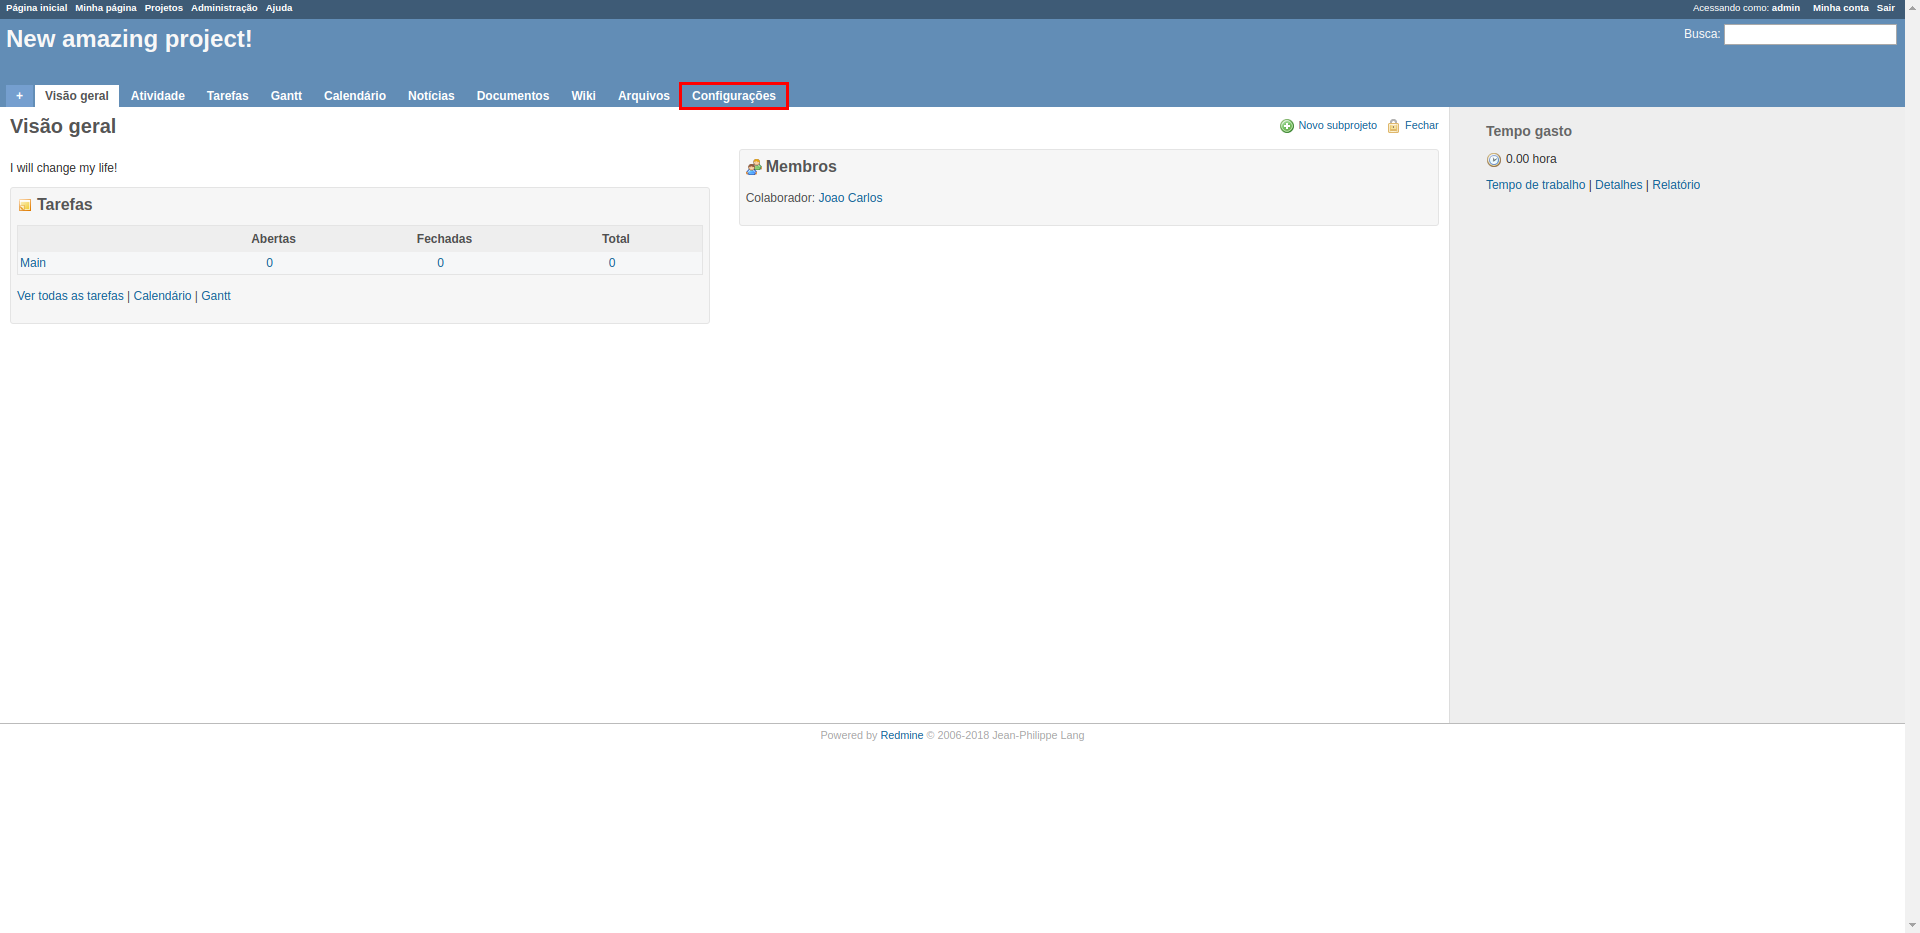 Página inicial Minha página Projetos Administração Ajuda
Acessando como: admin Minha conta Sair
New amazing project!
Busca:
+ Visão geral Atividade Tarefas Gantt Calendário Notícias Documentos Wiki Arquivos Configurações
Visão geral
Novo subprojeto Fechar
I will change my life!
Tarefas
Abertas Fechadas Total
Main 0 0 0
Ver todas as tarefas | Calendário | Gantt
Membros
Colaborador: Joao Carlos
Tempo gasto
0.00 hora
Tempo de trabalho | Detalhes | Relatório
Powered by Redmine © 2006-2018 Jean-Philippe Lang